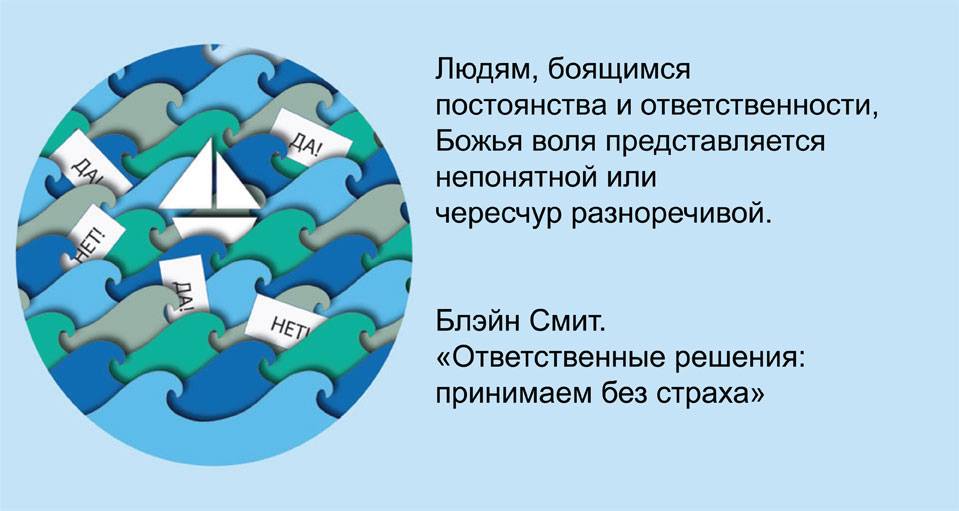 Людям, боящимся
постоянства и ответственности,
Божья воля представляется
непонятной или
чересчур разноречивой.
Блэйн Смит.
«Ответственные решения:
принимаем без страха»
ДА!
ДА!
НЕТ!
ДА!
НЕТ!